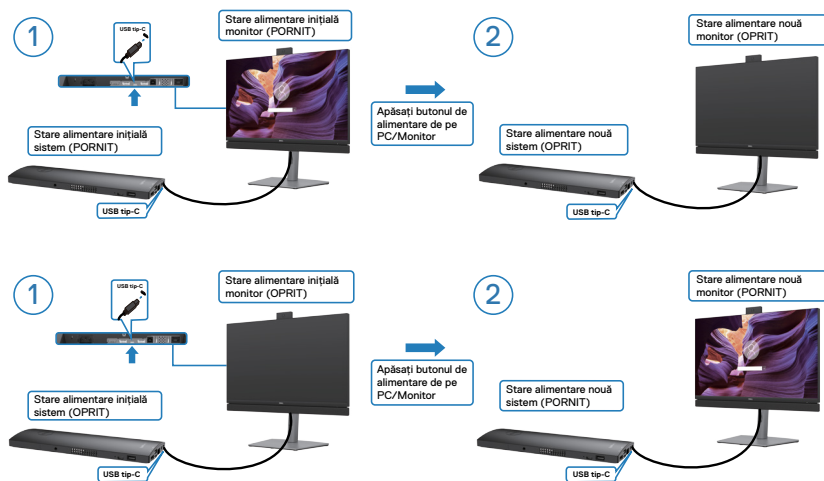 1
USB tip-C
Stare alimentare inițială
monitor (PORNIT)
Stare alimentare inițială
sistem (PORNIT)
USB tip-C
Apăsați butonul de
alimentare de pe
PC/Monitor
2
Stare alimentare nouă
monitor (OPRIT)
Stare alimentare nouă
sistem (OPRIT)
USB tip-C
1
USB tip-C
Stare alimentare inițială
monitor (OPRIT)
Stare alimentare inițială
sistem (OPRIT)
USB tip-C
Apăsați butonul de
alimentare de pe
PC/Monitor
2
Stare alimentare nouă
monitor (PORNIT)
Stare alimentare nouă
sistem (PORNIT)
USB tip-C